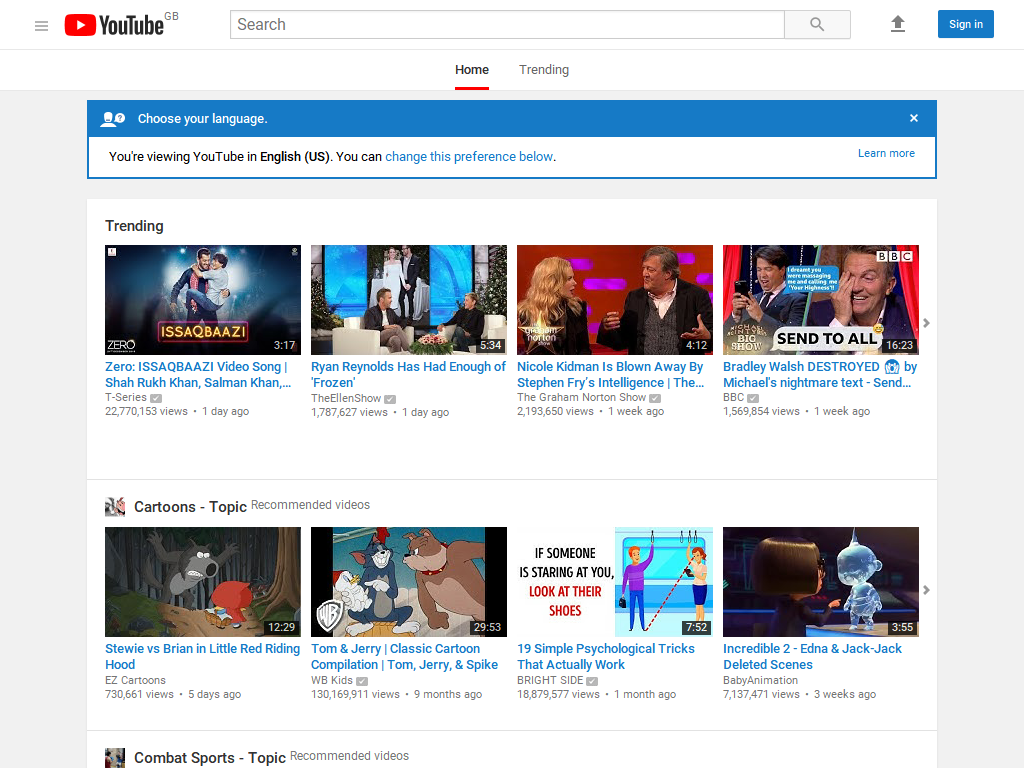 YouTube GB
Search
Sign in
Home
Trending
Choose your language.
×
You're viewing YouTube in English (US). You can change this preference below.
Learn more
Trending
ISSAQBAAZI
ZERO
3:17
5:34
graham norton show
4:12
I dreamt you were massaging me and calling me 'Your Highness'!!
BBC
MICHAEL McINTYRE'S BIG SHOW
SEND TO ALL
16:23
Zero: ISSAQBAAZI Video Song | Shah Rukh Khan, Salman Khan,...
T-Series
22,770,153 views • 1 day ago
Ryan Reynolds Has Had Enough of 'Frozen'
TheEllenShow
1,787,627 views • 1 day ago
Nicole Kidman Is Blown Away By Stephen Fry's Intelligence | The...
The Graham Norton Show
2,193,650 views • 1 week ago
Bradley Walsh DESTROYED 😱 by Michael's nightmare text - Send...
BBC
1,569,854 views • 1 week ago
Cartoons - Topic Recommended videos
12:29
WB
29:53
IF SOMEONE
IS STARING AT YOU,
LOOK AT THEIR
SHOES
7:52
3:55
Stewie vs Brian in Little Red Riding Hood
EZ Cartoons
730,661 views • 5 days ago
Tom & Jerry | Classic Cartoon Compilation | Tom, Jerry, & Spike
WB Kids
130,169,911 views • 9 months ago
19 Simple Psychological Tricks That Actually Work
BRIGHT SIDE
18,879,577 views • 1 month ago
Incredible 2 - Edna & Jack-Jack Deleted Scenes
BabyAnimation
7,137,471 views • 3 weeks ago
Combat Sports - Topic Recommended videos